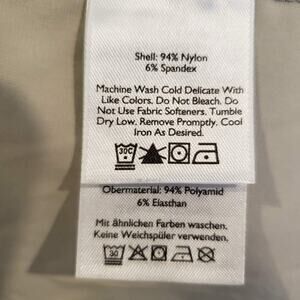 Shell: 94% Nylon
6% Spandex
Machine Wash Cold Delicate With
Like Colors. Do Not Bleach. Do
Not Use Fabric Softeners. Tumble
Dry Low. Remove Promptly. Cool
Iron As Desired.
30C
Obermaterial: 94% Polyamid
6% Elasthan
Mit ähnlichen Farben waschen.
Keine Weichspüler verwenden.
30